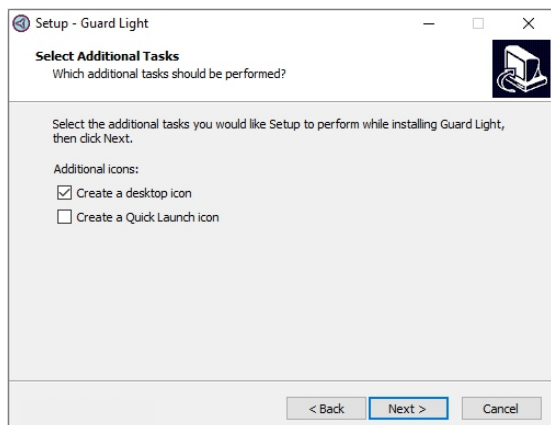 Setup - Guard Light
Select Additional Tasks
Which additional tasks should be performed?
Select the additional tasks you would like Setup to perform while installing Guard Light,
then click Next.
Additional icons:
Create a desktop icon
Create a Quick Launch icon
< Back
Next >
Cancel